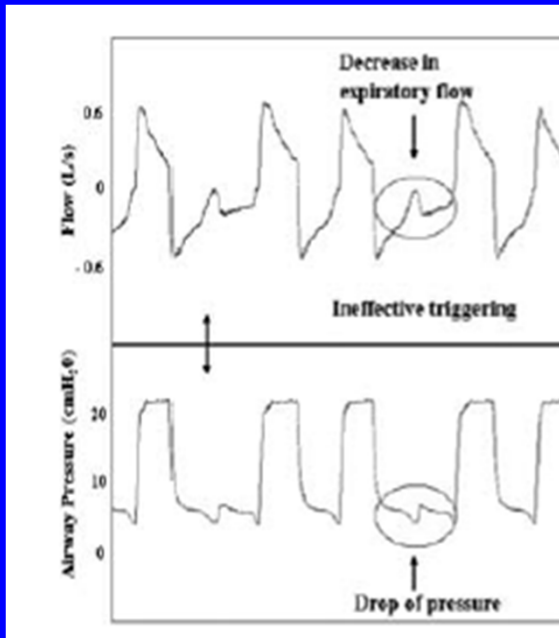 Decrease in
expiratory flow
0.6
0
- 0.6
Flow (L/s)
Ineffective triggering
20
10
0
Airway Pressure (cmH₂0)
Drop of pressure